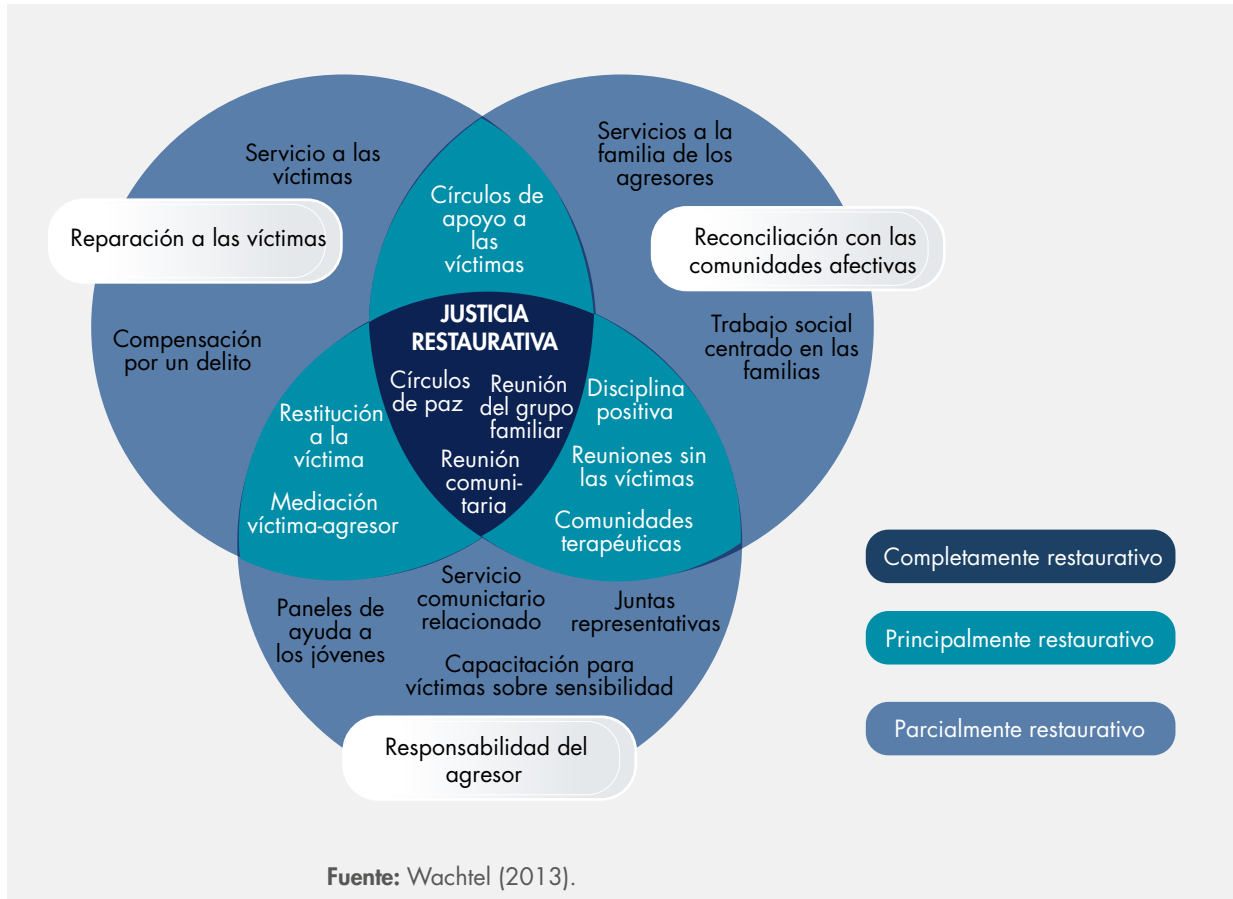 Servicio a las
víctimas
Servicios a la
familia de los
agresores
Círculos de
apoyo a
las
víctimas
Reparación a las víctimas
Reconciliación con las
comunidades afectivas
JUSTICIA
RESTAURATIVA
Compensación
por un delito
Trabajo social
centrado en las
familias
Círculos
de paz
Reunión
del grupo
familiar
Reunión
comuni-
taria
Disciplina
positiva
Reuniones sin
las víctimas
Comunidades
terapéuticas
Restitución
a la
víctima
Mediación
víctima-agresor
Paneles de
ayuda a
los jóvenes
Servicio
comunictario
relacionado
Juntas
representativas
Capacitación para
víctimas sobre sensibilidad
Responsabilidad del
agresor
Completamente restaurativo
Principalmente restaurativo
Parcialmente restaurativo
Fuente: Wachtel (2013).